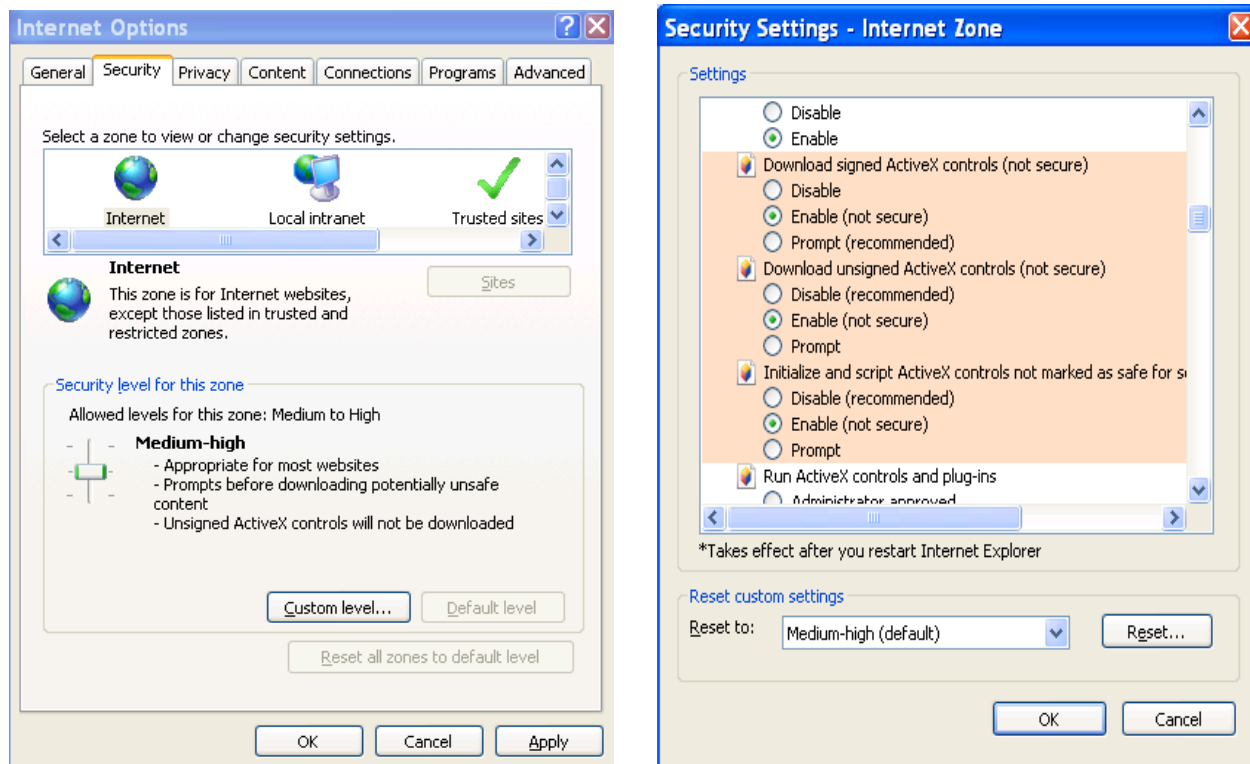 Internet Options
General Security Privacy Content Connections Programs Advanced
Select a zone to view or change security settings.
Internet Local intranet Trusted sites
Internet
Sites
This zone is for Internet websites,
except those listed in trusted and
restricted zones.
Security level for this zone
Allowed levels for this zone: Medium to High
Medium-high
- Appropriate for most websites
- Prompts before downloading potentially unsafe
content
- Unsigned ActiveX controls will not be downloaded
Custom level... Default level
Reset all zones to default level
OK Cancel Apply
Security Settings - Internet Zone
Settings
Disable
Enable
Download signed ActiveX controls (not secure)
Disable
Enable (not secure)
Prompt (recommended)
Download unsigned ActiveX controls (not secure)
Disable (recommended)
Enable (not secure)
Prompt
Initialize and script ActiveX controls not marked as safe for
Disable (recommended)
Enable (not secure)
Prompt
Run ActiveX controls and plug-ins
Administrator approved
*Takes effect after you restart Internet Explorer
Reset custom settings
Reset to: Medium-high (default) Reset...
OK Cancel